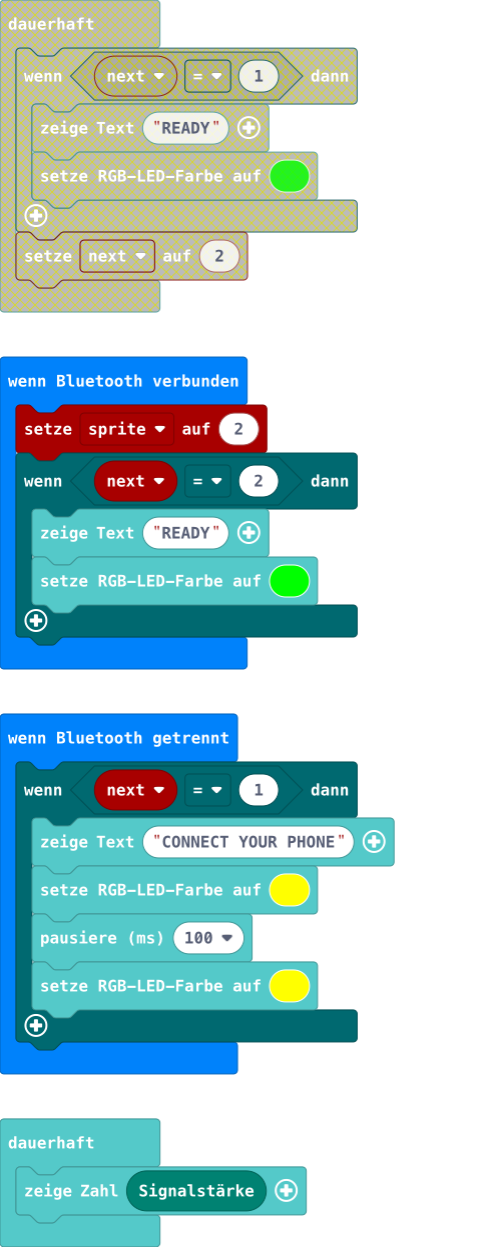 dauerhaft
wenn next = 1 dann
zeige Text "READY"
setze RGB-LED-Farbe auf
setze next auf 2
wenn Bluetooth verbunden
setze sprite auf 2
wenn next = 2 dann
zeige Text "READY"
setze RGB-LED-Farbe auf
wenn Bluetooth getrennt
wenn next = 1 dann
zeige Text "CONNECT YOUR PHONE"
setze RGB-LED-Farbe auf
pausiere (ms) 100
setze RGB-LED-Farbe auf
dauerhaft
zeige Zahl Signalstärke